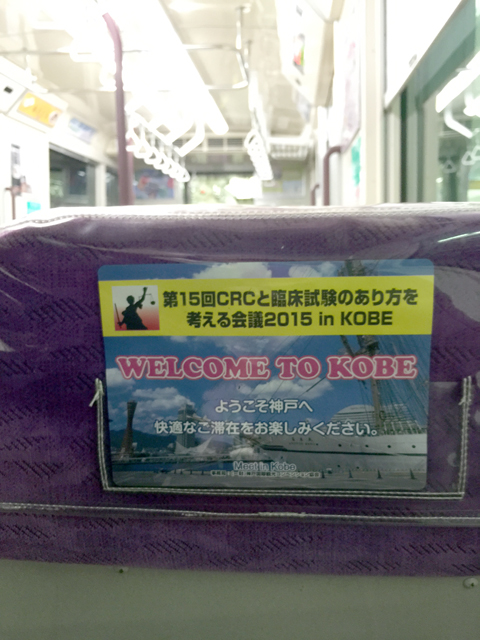 第15回CRCと臨床試験のあり方を
考える会議2015 in KOBE
WELCOME TO KOBE
ようこそ神戸へ
快適なご滞在をお楽しみください。
Meet in Kobe